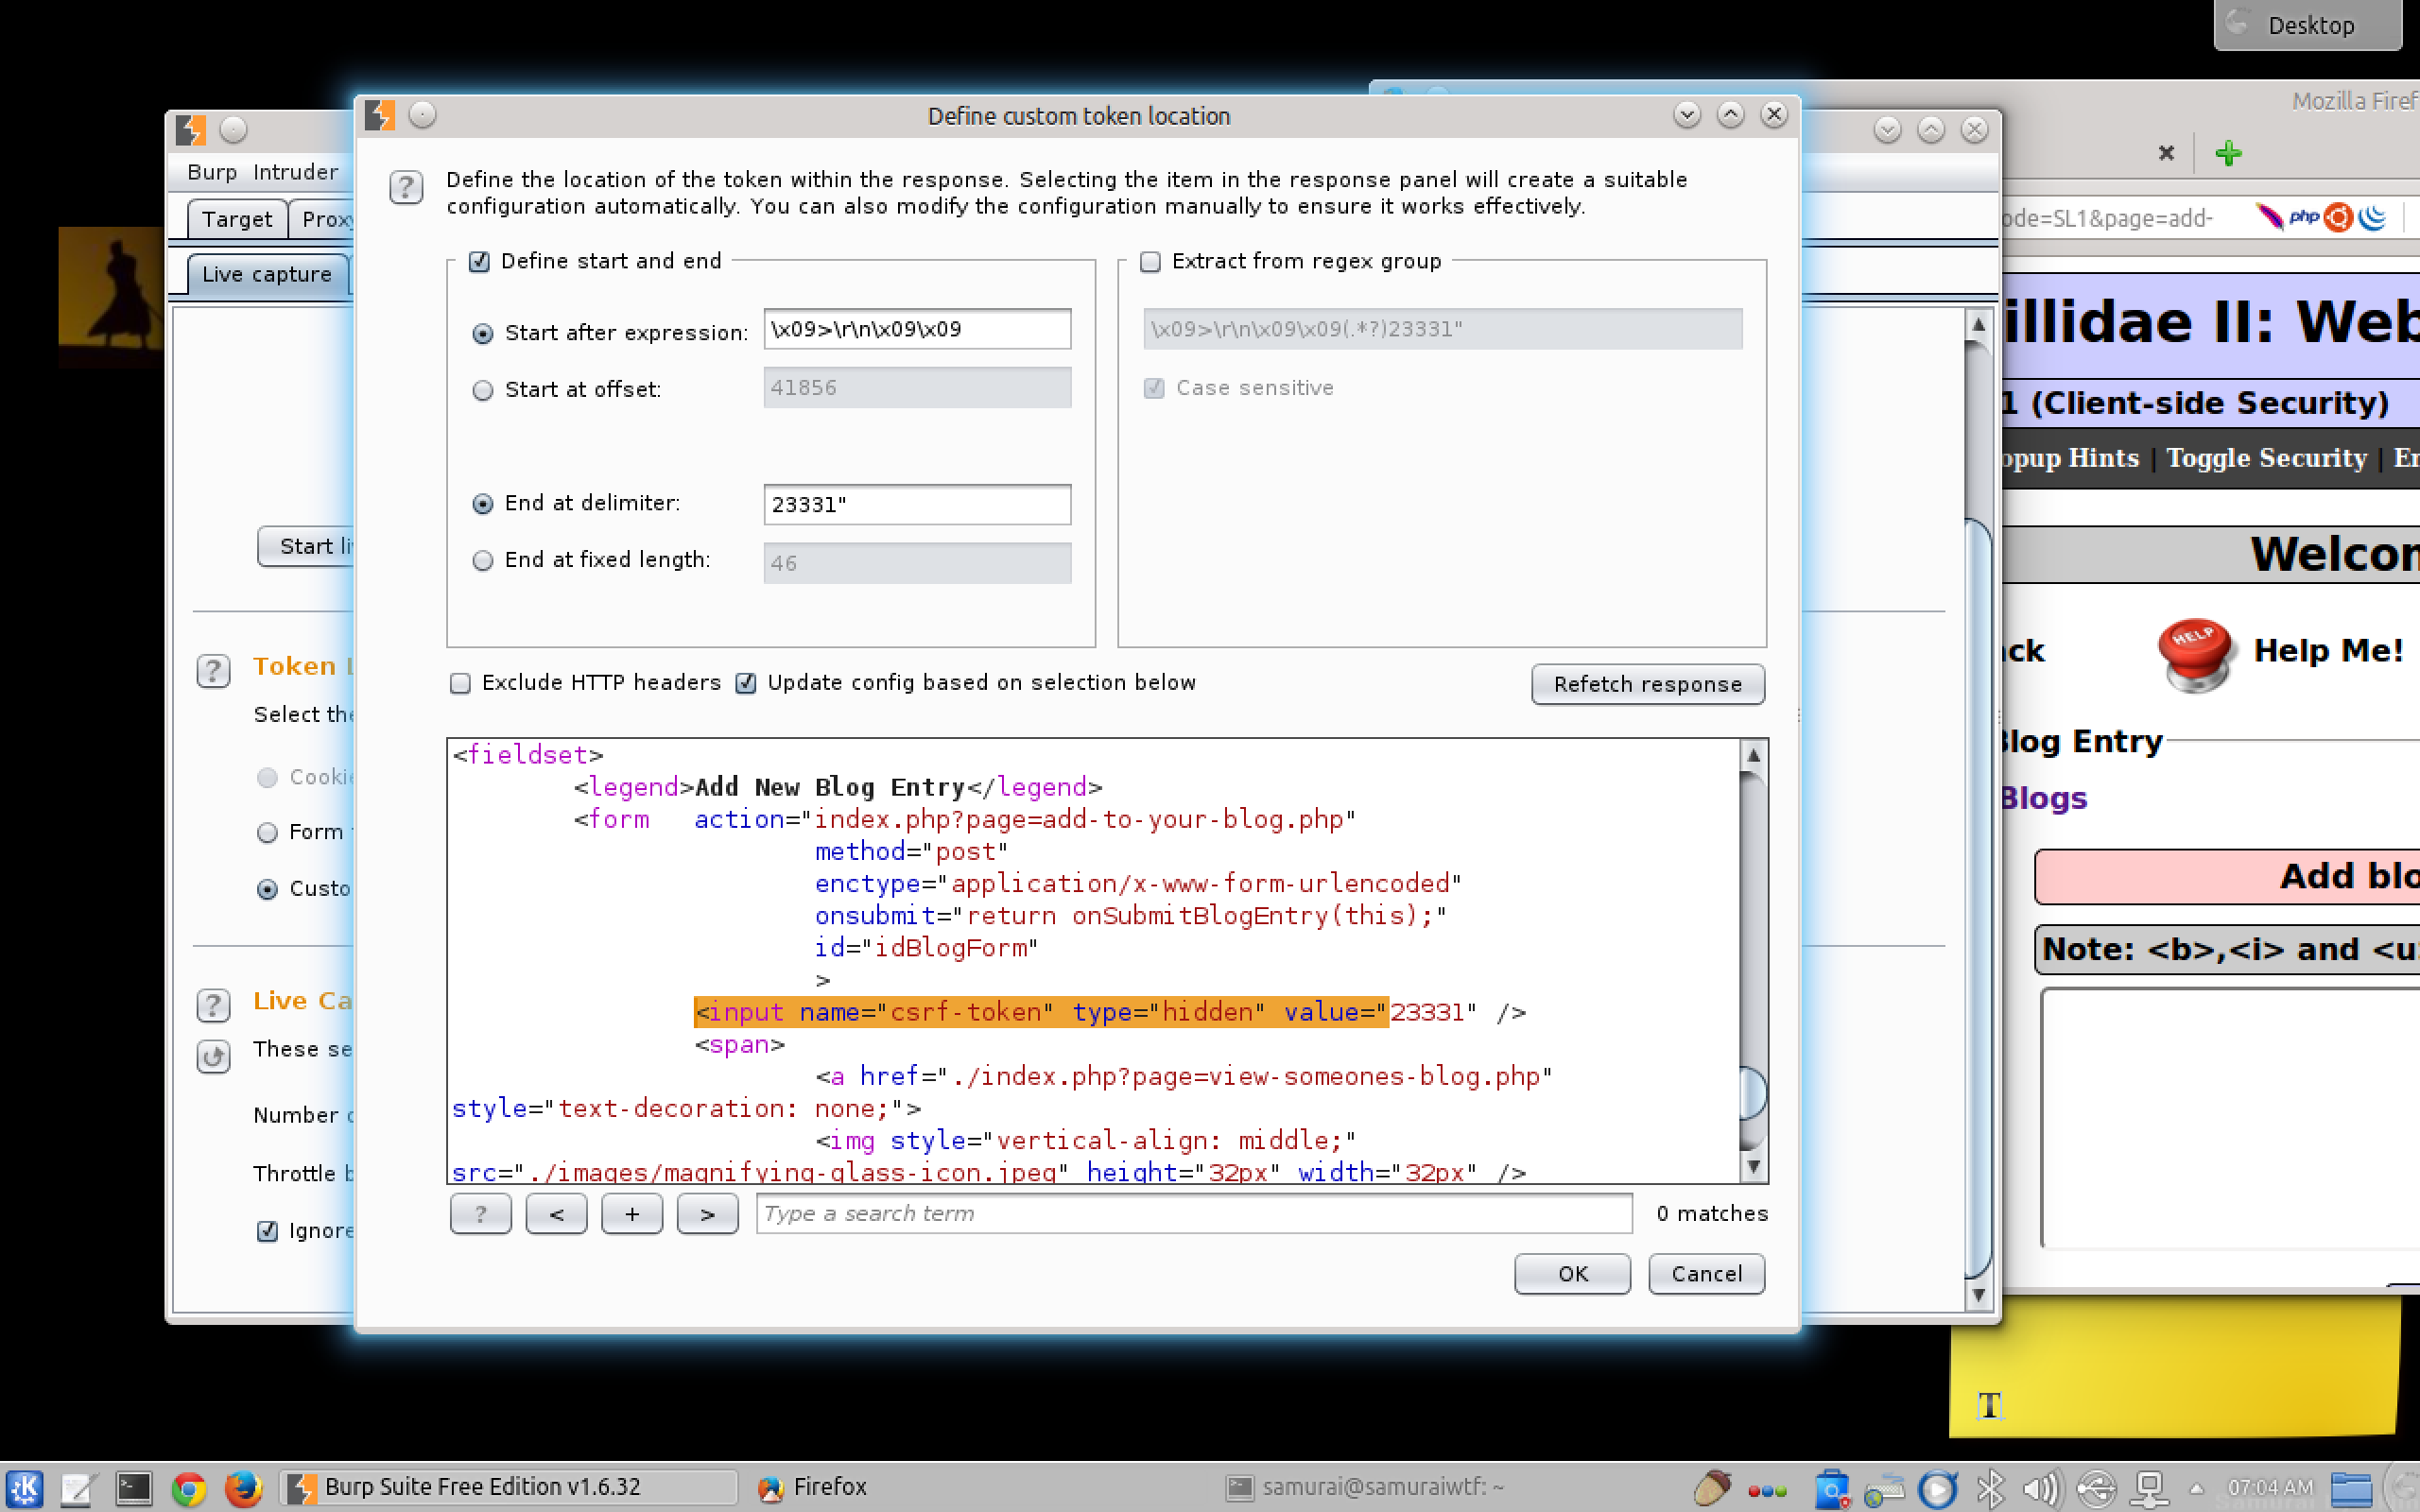 Desktop
Define custom token location
Mozilla Firef
Burp Intruder
Define the location of the token within the response. Selecting the item in the response panel will create a suitable
configuration automatically. You can also modify the configuration manually to ensure it works effectively.
Target
Proxy
ode=SL1&page=add-
php
Define start and end
Extract from regex group
Live capture
Start after expression:
\x09>\r\n\x09\x09
\x09>\r\n\x09\x09(.*?)23331"
illidae II: Web
Start at offset:
41856
Case sensitive
1 (Client-side Security)
opup Hints | Toggle Security | En
End at delimiter:
23331"
Start li
End at fixed length:
46
Welcom
HELP
ck
Help Me!
Token L
Exclude HTTP headers
Update config based on selection below
Refetch response
Select the
Blog Entry
<fieldset>
Cookie
<legend>Add New Blog Entry</legend>
Blogs
<form action="index.php?page=add-to-your-blog.php"
Form
method="post"
enctype="application/x-www-form-urlencoded"
Custo
Add blo
onsubmit="return onSubmitBlogEntry(this);"
id="idBlogForm"
Note: <b>,<i> and <u
>
Live Ca
<input name="csrf-token" type="hidden" value="23331" />
These se
<span>
<a href="./index.php?page=view-someones-blog.php"
style="text-decoration: none;">
Number
<img style="vertical-align: middle;"
Throttle b
src="./images/magnifying-glass-icon.jpeg" height="32px" width="32px" />
Ignore
? < + >
Type a search term
0 matches
OK
Cancel
T
Burp Suite Free Edition v1.6.32
Firefox
samurai@samuraiwtf: ~
07:04 AM